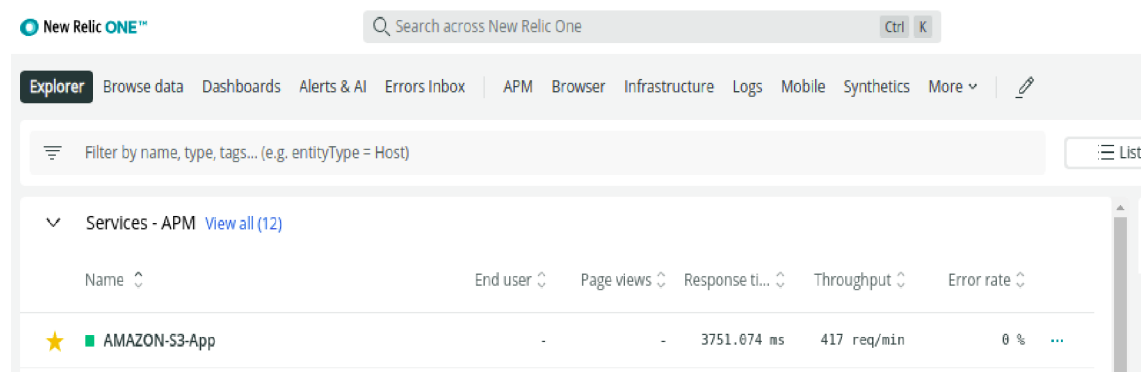 New Relic ONE™ Search across New Relic One Ctrl K
Explorer Browse data Dashboards Alerts & AI Errors Inbox APM Browser Infrastructure Logs Mobile Synthetics More
Filter by name, type, tags... (e.g. entityType = Host) List
Services - APM View all (12)
Name End user Page views Response ti... Throughput Error rate
AMAZON-S3-App - - 3751.074 ms 417 req/min 0 % ...